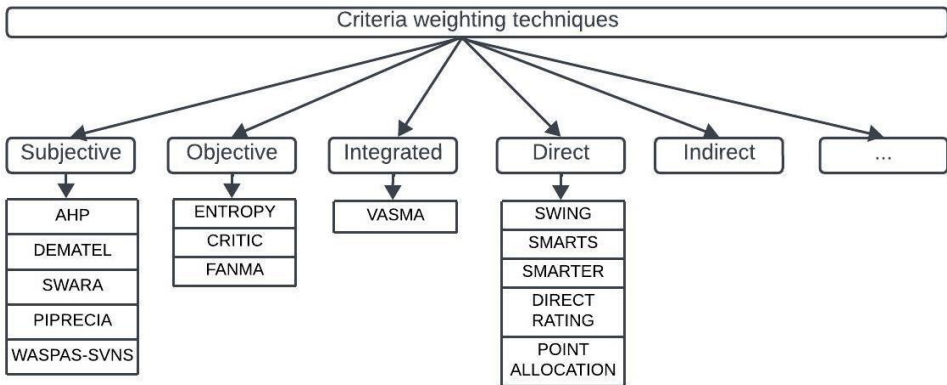 Criteria weighting techniques
Subjective
Objective
Integrated
Direct
Indirect
...
AHP
DEMATEL
SWARA
PIPRECIA
WASPAS-SVNS
ENTROPY
CRITIC
FANMA
VASMA
SWING
SMARTS
SMARTER
DIRECT
RATING
POINT
ALLOCATION